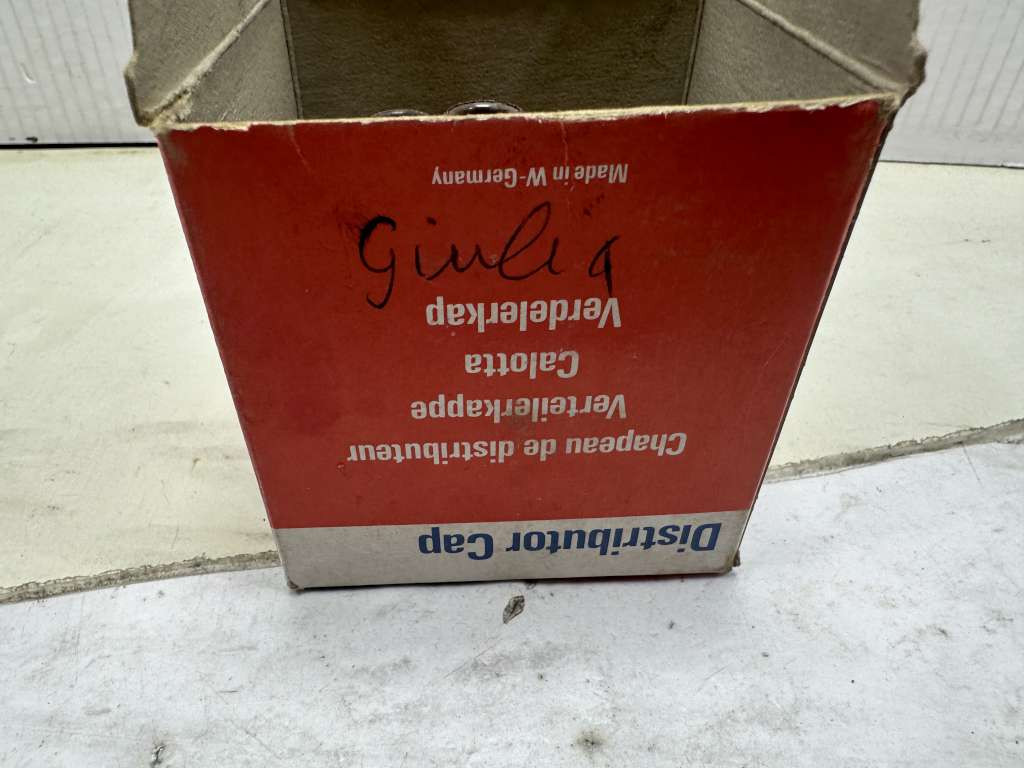 Distributor Cap
Chapeau de distributeur
Verteilerkappe
Calotta
Verdelerkap
Giulia
Made in W-Germany